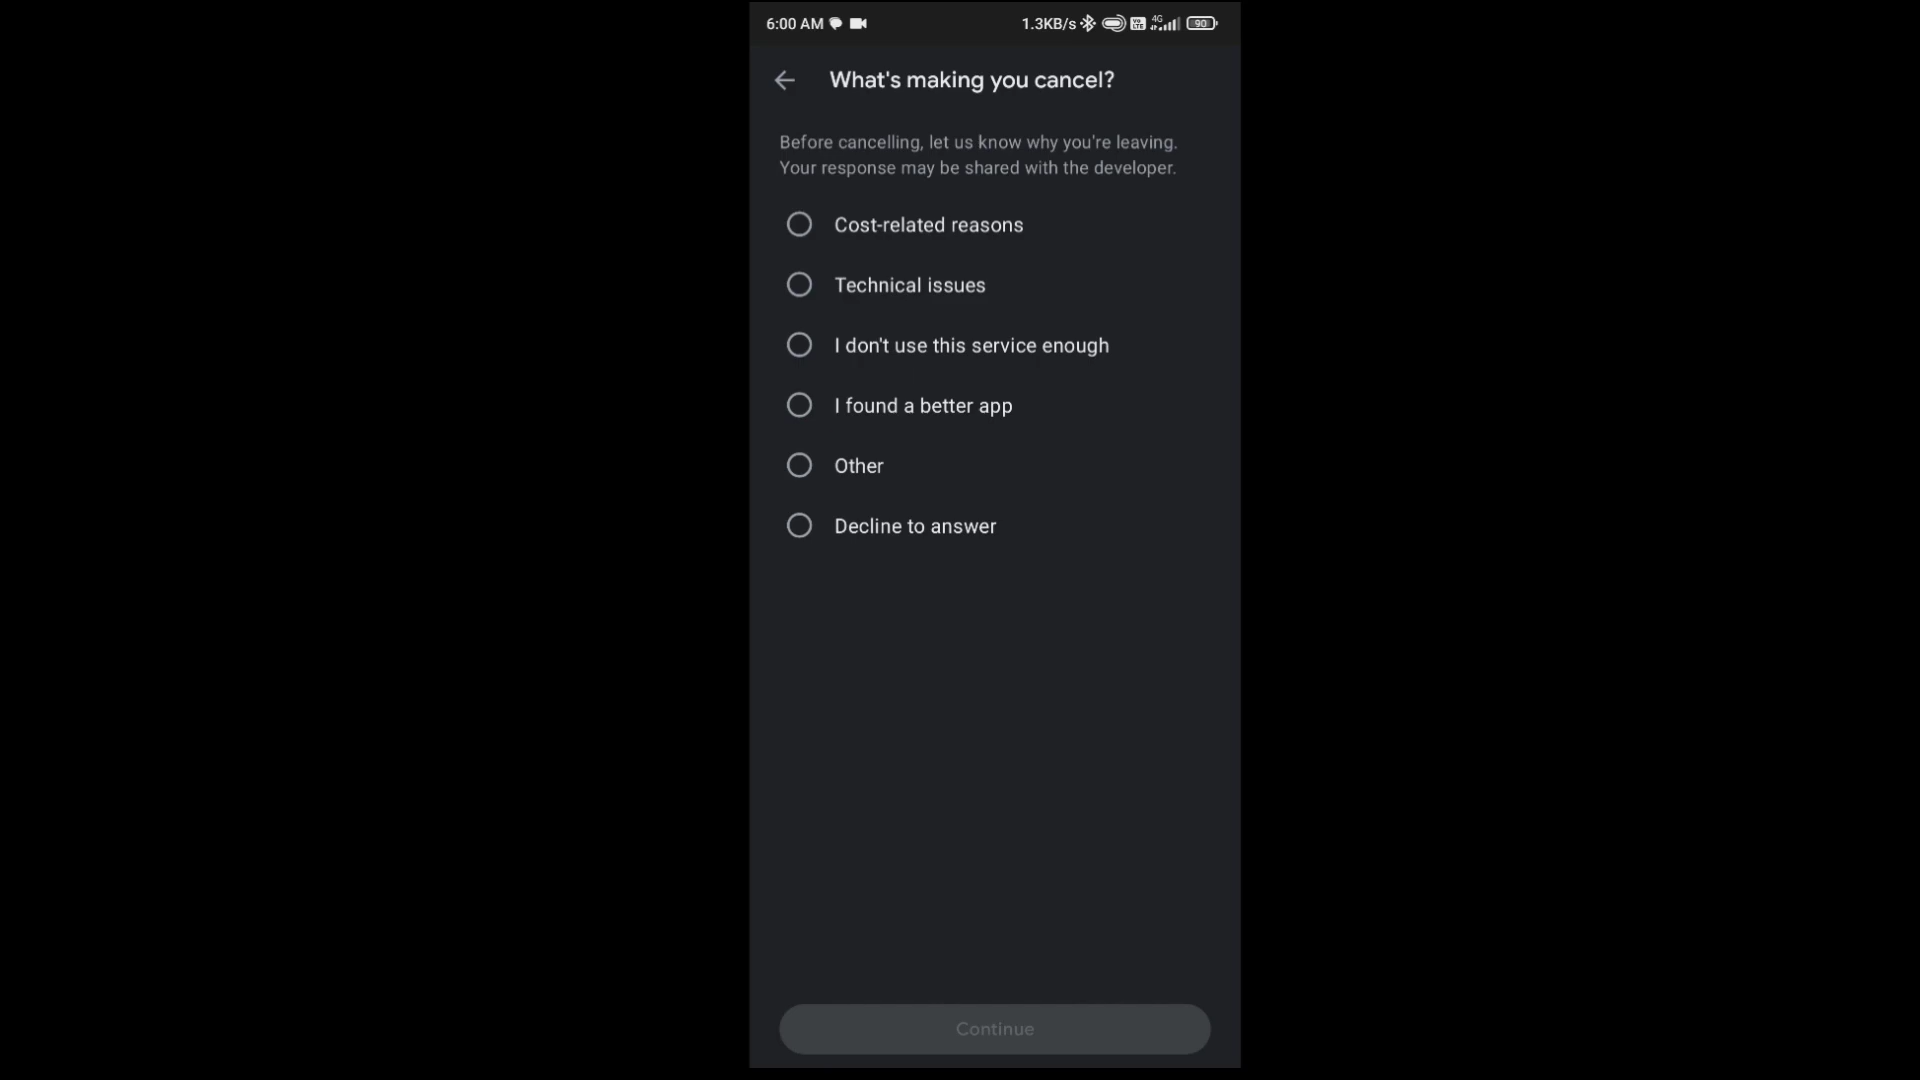 6:00 AM 1.3KB/s 4G 90
What's making you cancel?
Before cancelling, let us know why you're leaving.
Your response may be shared with the developer.
Cost-related reasons
Technical issues
I don't use this service enough
I found a better app
Other
Decline to answer
Continue